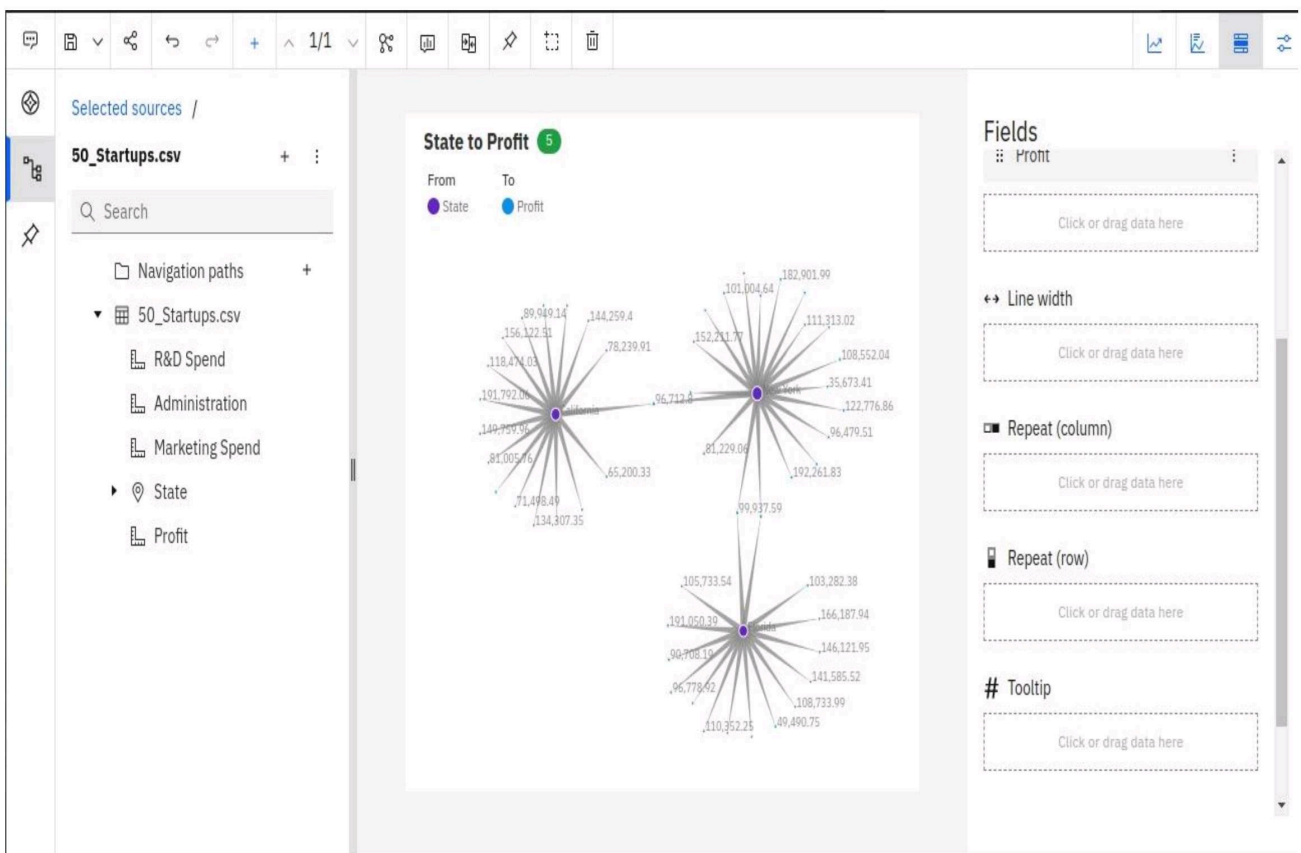 1/1
Selected sources /
50_Startups.csv
Search
Navigation paths
50_Startups.csv
R&D Spend
Administration
Marketing Spend
State
Profit
State to Profit 5
From To
State Profit
182,901.99
101,004.64
89,949.14
144,259.4
111,313.02
156,122.51
152,211.77
78,239.91
108,552.04
118,474.03
35,673.41
191,792.06
96,712.8
New York
122,776.86
California
149,759.96
96,479.51
81,229.06
81,005.76
65,200.33
192,261.83
71,498.49
99,937.59
134,307.35
105,733.54
103,282.38
166,187.94
191,050.39
Florida
146,121.95
90,708.19
141,585.52
96,778.92
108,733.99
110,352.25
49,490.75
Fields
Profit
Click or drag data here
Line width
Click or drag data here
Repeat (column)
Click or drag data here
Repeat (row)
Click or drag data here
# Tooltip
Click or drag data here